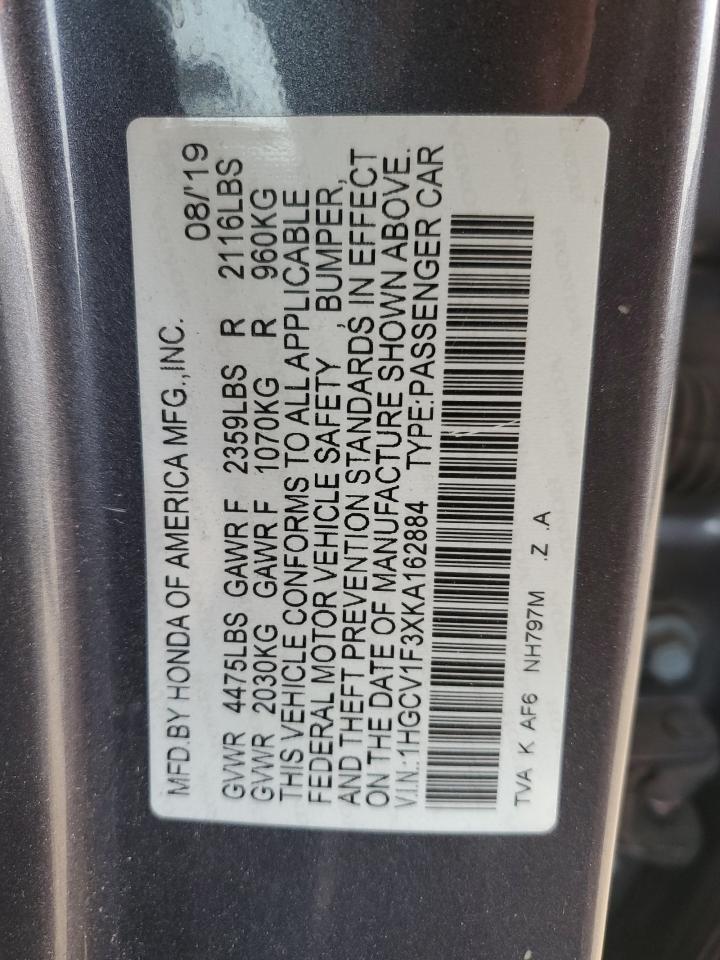 MFD.BY HONDA OF AMERICA MFG.,INC. 08/'19
GVWR 4475LBS GAWR F 2359LBS R 2116LBS
GVWR 2030KG GAWR F 1070KG R 960KG
THIS VEHICLE CONFORMS TO ALL APPLICABLE
FEDERAL MOTOR VEHICLE SAFETY , BUMPER,
AND THEFT PREVENTION STANDARDS IN EFFECT
ON THE DATE OF MANUFACTURE SHOWN ABOVE.
V.I.N.:1HGCV1F3XKA162884 TYPE:PASSENGER CAR
TVA K AF6 NH797M .Z .A